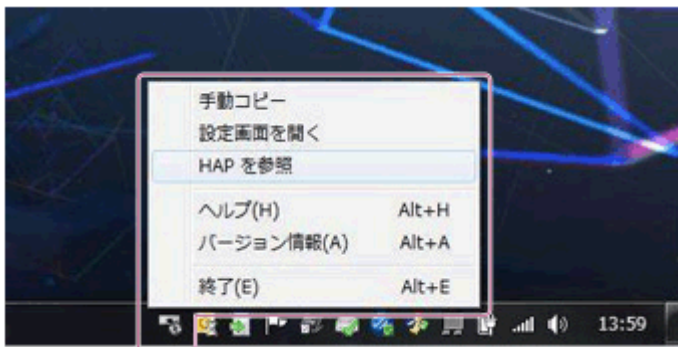 手動コピー
設定画面を開く
HAP を参照
ヘルプ(H) Alt+H
バージョン情報(A) Alt+A
終了(E) Alt+E
13:59